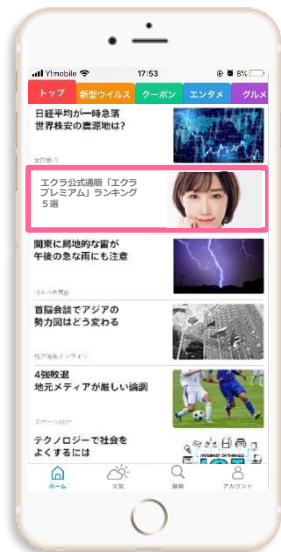 Y!mobile 17:53 8%
トップ 新型ウイルス クーポン エンタメ グルメ
日経平均が一時急落
世界株安の震源地は?
エクラ公式通販「エクラ
プレミアム」ランキング
５選
関東に局地的な雷が
午後の急な雨にも注意
首脳会談でアジアの
勢力図はどう変わる
4強敗退
地元メディアが厳しい論調
テクノロジーで社会を
よくするには
INTERNET OF THINGS
ホーム 天気 検索 アカウント